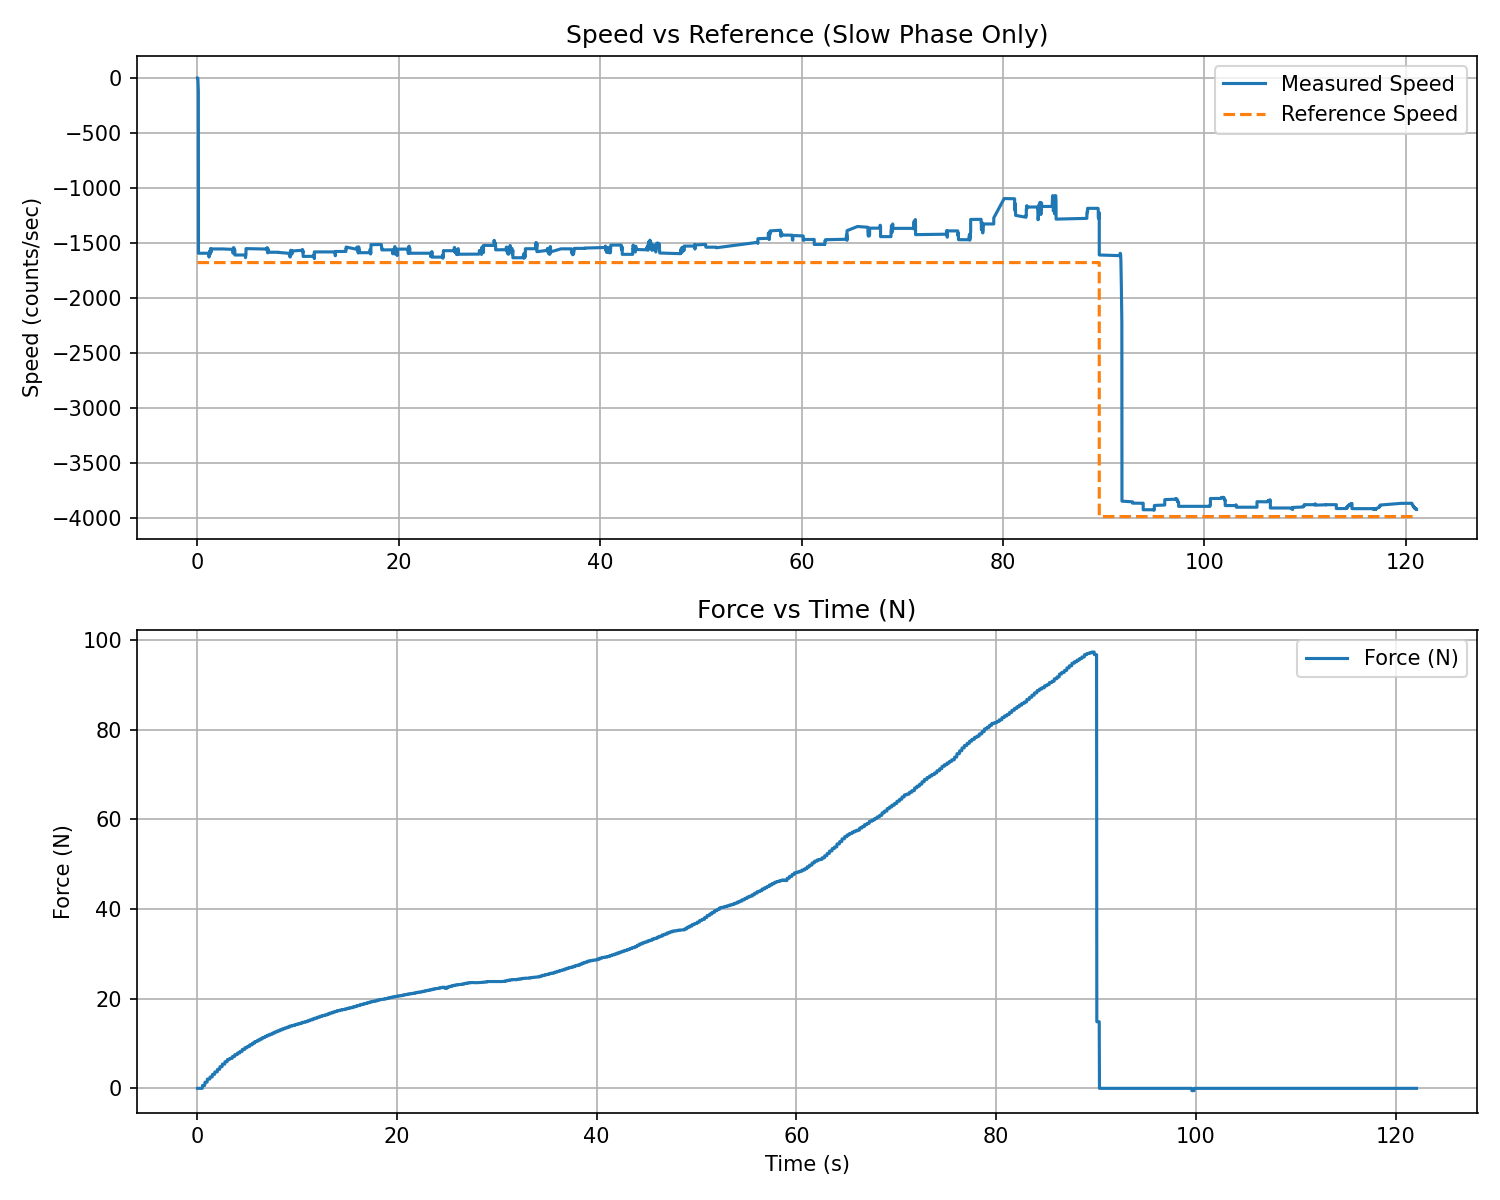 Speed vs Reference (Slow Phase Only)
Measured Speed
Reference Speed
Speed (counts/sec)
0
−500
−1000
−1500
−2000
−2500
−3000
−3500
−4000
0 20 40 60 80 100 120
Force vs Time (N)
Force (N)
Force (N)
100
80
60
40
20
0
0 20 40 60 80 100 120
Time (s)